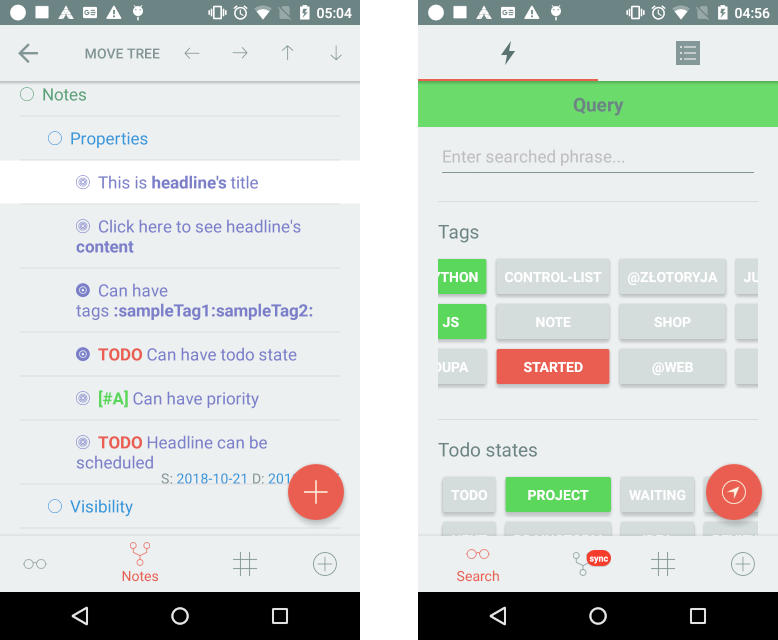 05:04
MOVE TREE
Notes
Properties
This is headline's title
Click here to see headline's
content
Can have
tags :sampleTag1:sampleTag2:
TODO Can have todo state
[#A] Can have priority
TODO Headline can be
scheduled
S: 2018-10-21 D: 201
Visibility
Notes
04:56
Query
Enter searched phrase...
Tags
YTHON CONTROL-LIST @ZŁOTORYJA JU
JS NOTE SHOP
OUPA STARTED @WEB
Todo states
TODO PROJECT WAITING
sync
Search